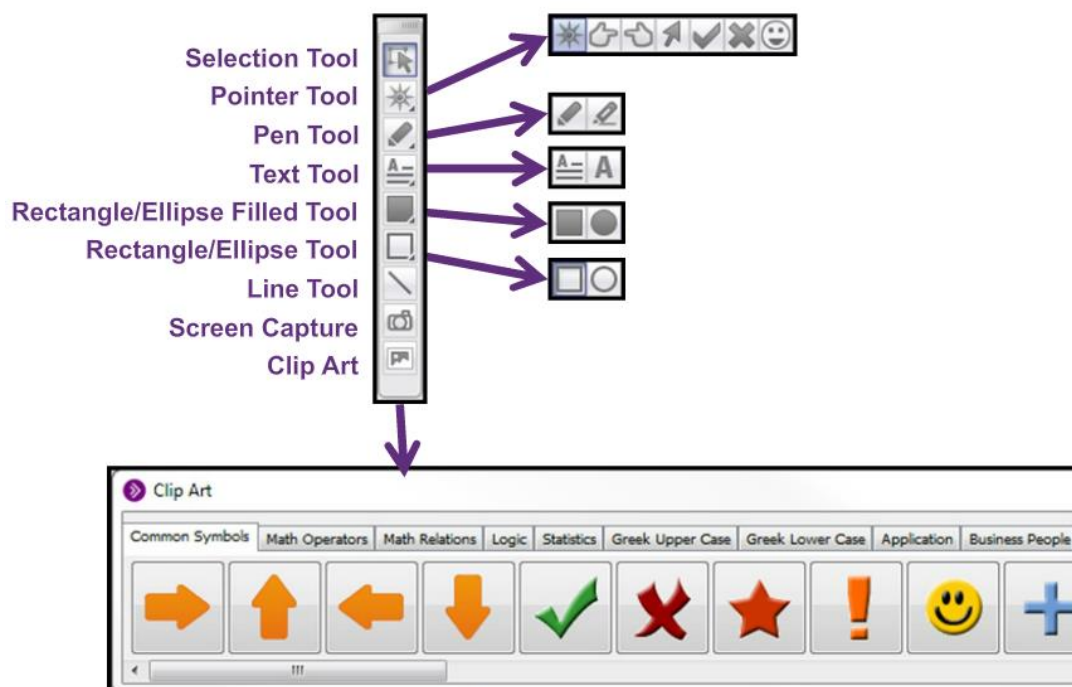 Selection Tool
Pointer Tool
Pen Tool
Text Tool
Rectangle/Ellipse Filled Tool
Rectangle/Ellipse Tool
Line Tool
Screen Capture
Clip Art
Clip Art
Common Symbols Math Operators Math Relations Logic Statistics Greek Upper Case Greek Lower Case Application Business People